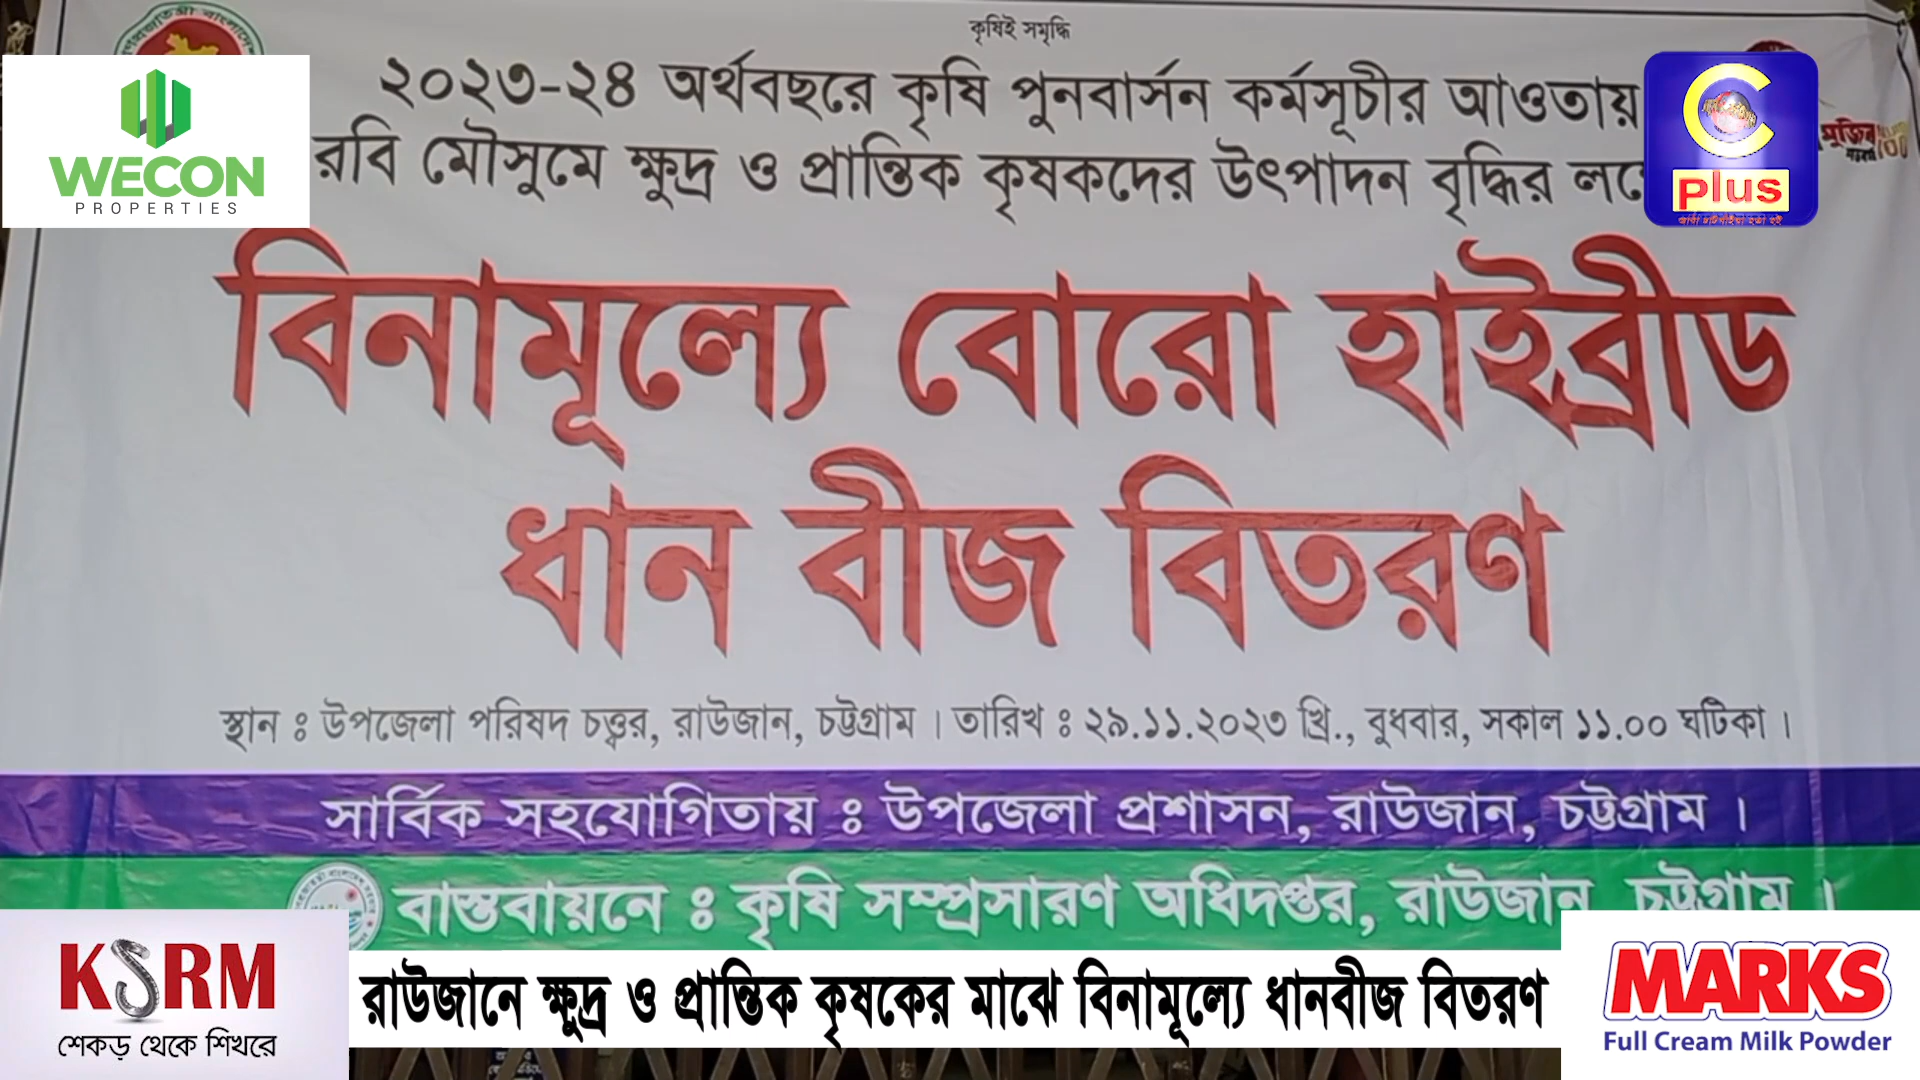 কৃষিই সমৃদ্ধি
২০২৩-২৪ অর্থবছরে কৃষি পুনবার্সন কর্মসূচীর আওতায়
রবি মৌসুমে ক্ষুদ্র ও প্রান্তিক কৃষকদের উৎপাদন বৃদ্ধির
WECON
PROPERTIES
C
plus
মুজিব
100
বিনামূল্যে বোরো হাইব্রীড
ধান বীজ বিতরণ
স্থান ঃ উপজেলা পরিষদ চত্ত্বর, রাউজান, চট্টগ্রাম । তারিখ ঃ ২৯.১১.২০২৩ খ্রি., বুধবার, সকাল ১১.০০ ঘটিকা ।
সার্বিক সহযোগিতায় ঃ উপজেলা প্রশাসন, রাউজান, চট্টগ্রাম ।
বাস্তবায়নে ঃ কৃষি সম্প্রসারণ অধিদপ্তর, রাউজান, চট্টগ্রাম ।
KSRM
শেকড় থেকে শিখরে
রাউজানে ক্ষুদ্র ও প্রান্তিক কৃষকের মাঝে বিনামূল্যে ধানবীজ বিতরণ
MARKS
Full Cream Milk Powder